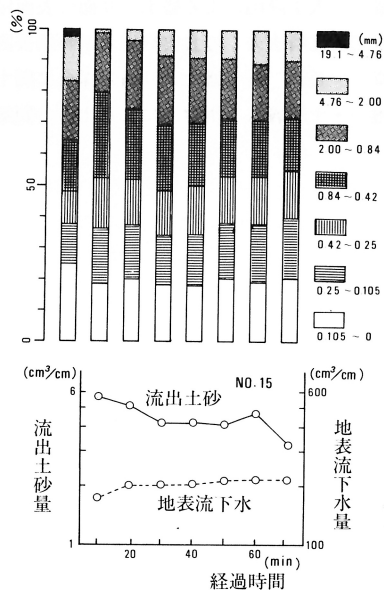 (%)
100
50
0
(mm)
19.1 ~ 4.76
4.76 ~ 2.00
2.00 ~ 0.84
0.84 ~ 0.42
0.42 ~ 0.25
0.25 ~ 0.105
0.105 ~ 0
(cm³/cm)
(cm³/cm)
NO.15
6
600
流出土砂
流出土砂量
地表流下水量
地表流下水
1
100
20
40
60
(min)
経過時間